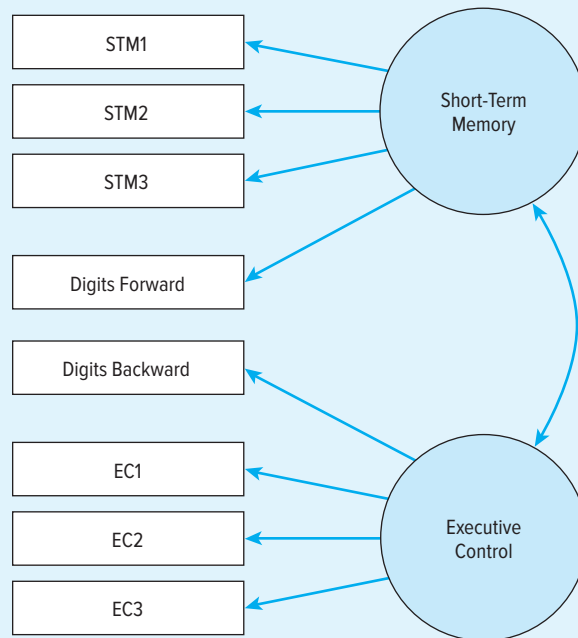 STM1
STM2
STM3
Digits Forward
Digits Backward
EC1
EC2
EC3
Short-Term
Memory
Executive
Control